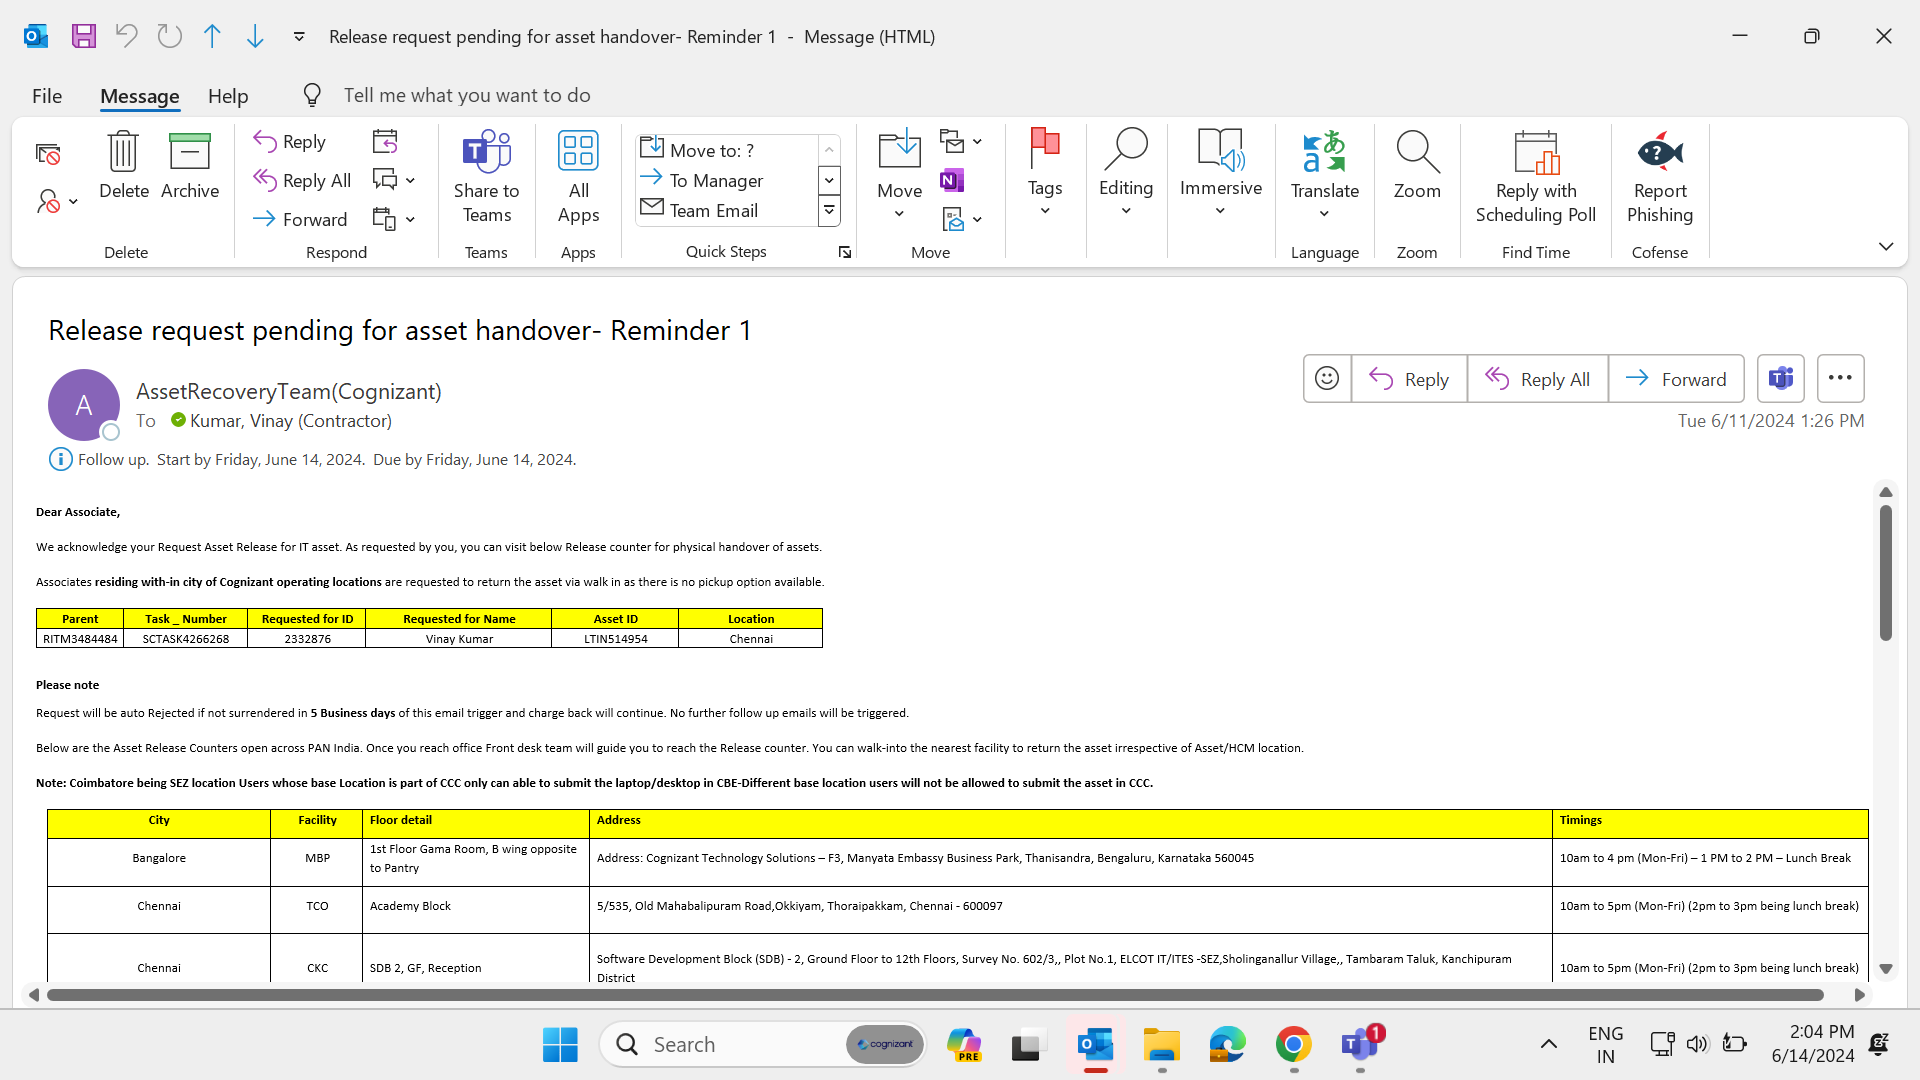 Release request pending for asset handover- Reminder 1 - Message (HTML)
File Message Help Tell me what you want to do
Delete
Archive
Delete
Reply
Reply All
Forward
Respond
Share to Teams
Teams
All Apps
Apps
Move to: ?
To Manager
Team Email
Quick Steps
Move
Move
Tags
Editing
Immersive
Translate
Language
Zoom
Zoom
Reply with Scheduling Poll
Find Time
Report Phishing
Cofense
Release request pending for asset handover- Reminder 1
A
AssetRecoveryTeam(Cognizant)
To Kumar, Vinay (Contractor)
Reply Reply All Forward
Tue 6/11/2024 1:26 PM
Follow up. Start by Friday, June 14, 2024. Due by Friday, June 14, 2024.
Dear Associate,
We acknowledge your Request Asset Release for IT asset. As requested by you, you can visit below Release counter for physical handover of assets.
Associates residing with-in city of Cognizant operating locations are requested to return the asset via walk in as there is no pickup option available.
Parent Task _ Number Requested for ID Requested for Name Asset ID Location
RITM3484484 SCTASK4266268 2332876 Vinay Kumar LTIN514954 Chennai
Please note
Request will be auto Rejected if not surrendered in 5 Business days of this email trigger and charge back will continue. No further follow up emails will be triggered.
Below are the Asset Release Counters open across PAN India. Once you reach office Front desk team will guide you to reach the Release counter. You can walk-into the nearest facility to return the asset irrespective of Asset/HCM location.
Note: Coimbatore being SEZ location Users whose base Location is part of CCC only can able to submit the laptop/desktop in CBE-Different base location users will not be allowed to submit the asset in CCC.
City Facility Floor detail Address Timings
Bangalore MBP 1st Floor Gama Room, B wing opposite to Pantry Address: Cognizant Technology Solutions – F3, Manyata Embassy Business Park, Thanisandra, Bengaluru, Karnataka 560045 10am to 4 pm (Mon-Fri) – 1 PM to 2 PM – Lunch Break
Chennai TCO Academy Block 5/535, Old Mahabalipuram Road,Okkiyam, Thoraipakkam, Chennai - 600097 10am to 5pm (Mon-Fri) (2pm to 3pm being lunch break)
Chennai CKC SDB 2, GF, Reception Software Development Block (SDB) - 2, Ground Floor to 12th Floors, Survey No. 602/3,, Plot No.1, ELCOT IT/ITES -SEZ,Sholinganallur Village,, Tambaram Taluk, Kanchipuram District 10am to 5pm (Mon-Fri) (2pm to 3pm being lunch break)
Search cognizant
PRE
1
ENG
IN
2:04 PM
6/14/2024